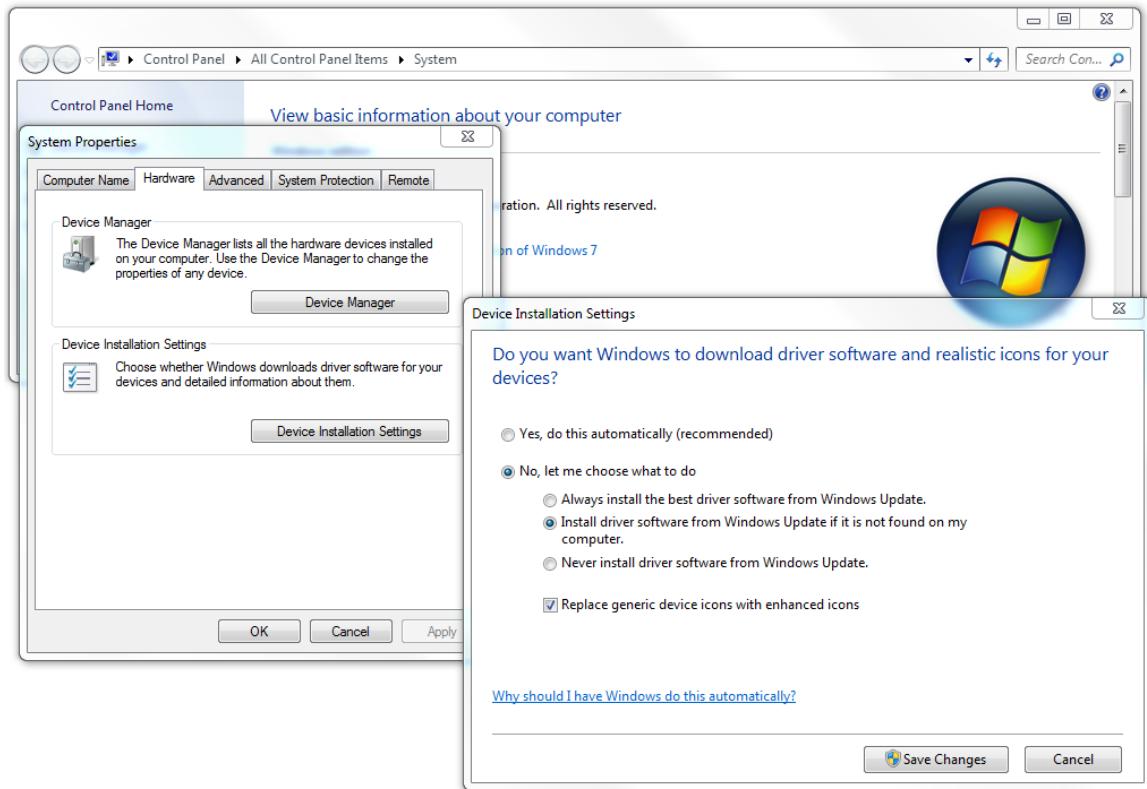 Control Panel All Control Panel Items System
Search Con...
Control Panel Home
View basic information about your computer
System Properties
Computer Name Hardware Advanced System Protection Remote
ration. All rights reserved.
Device Manager
The Device Manager lists all the hardware devices installed
on your computer. Use the Device Manager to change the
properties of any device.
on of Windows 7
Device Manager
Device Installation Settings
Choose whether Windows downloads driver software for your
devices and detailed information about them.
Device Installation Settings
OK Cancel Apply
Device Installation Settings
Do you want Windows to download driver software and realistic icons for your
devices?
Yes, do this automatically (recommended)
No, let me choose what to do
Always install the best driver software from Windows Update.
Install driver software from Windows Update if it is not found on my
computer.
Never install driver software from Windows Update.
Replace generic device icons with enhanced icons
Why should I have Windows do this automatically?
Save Changes Cancel